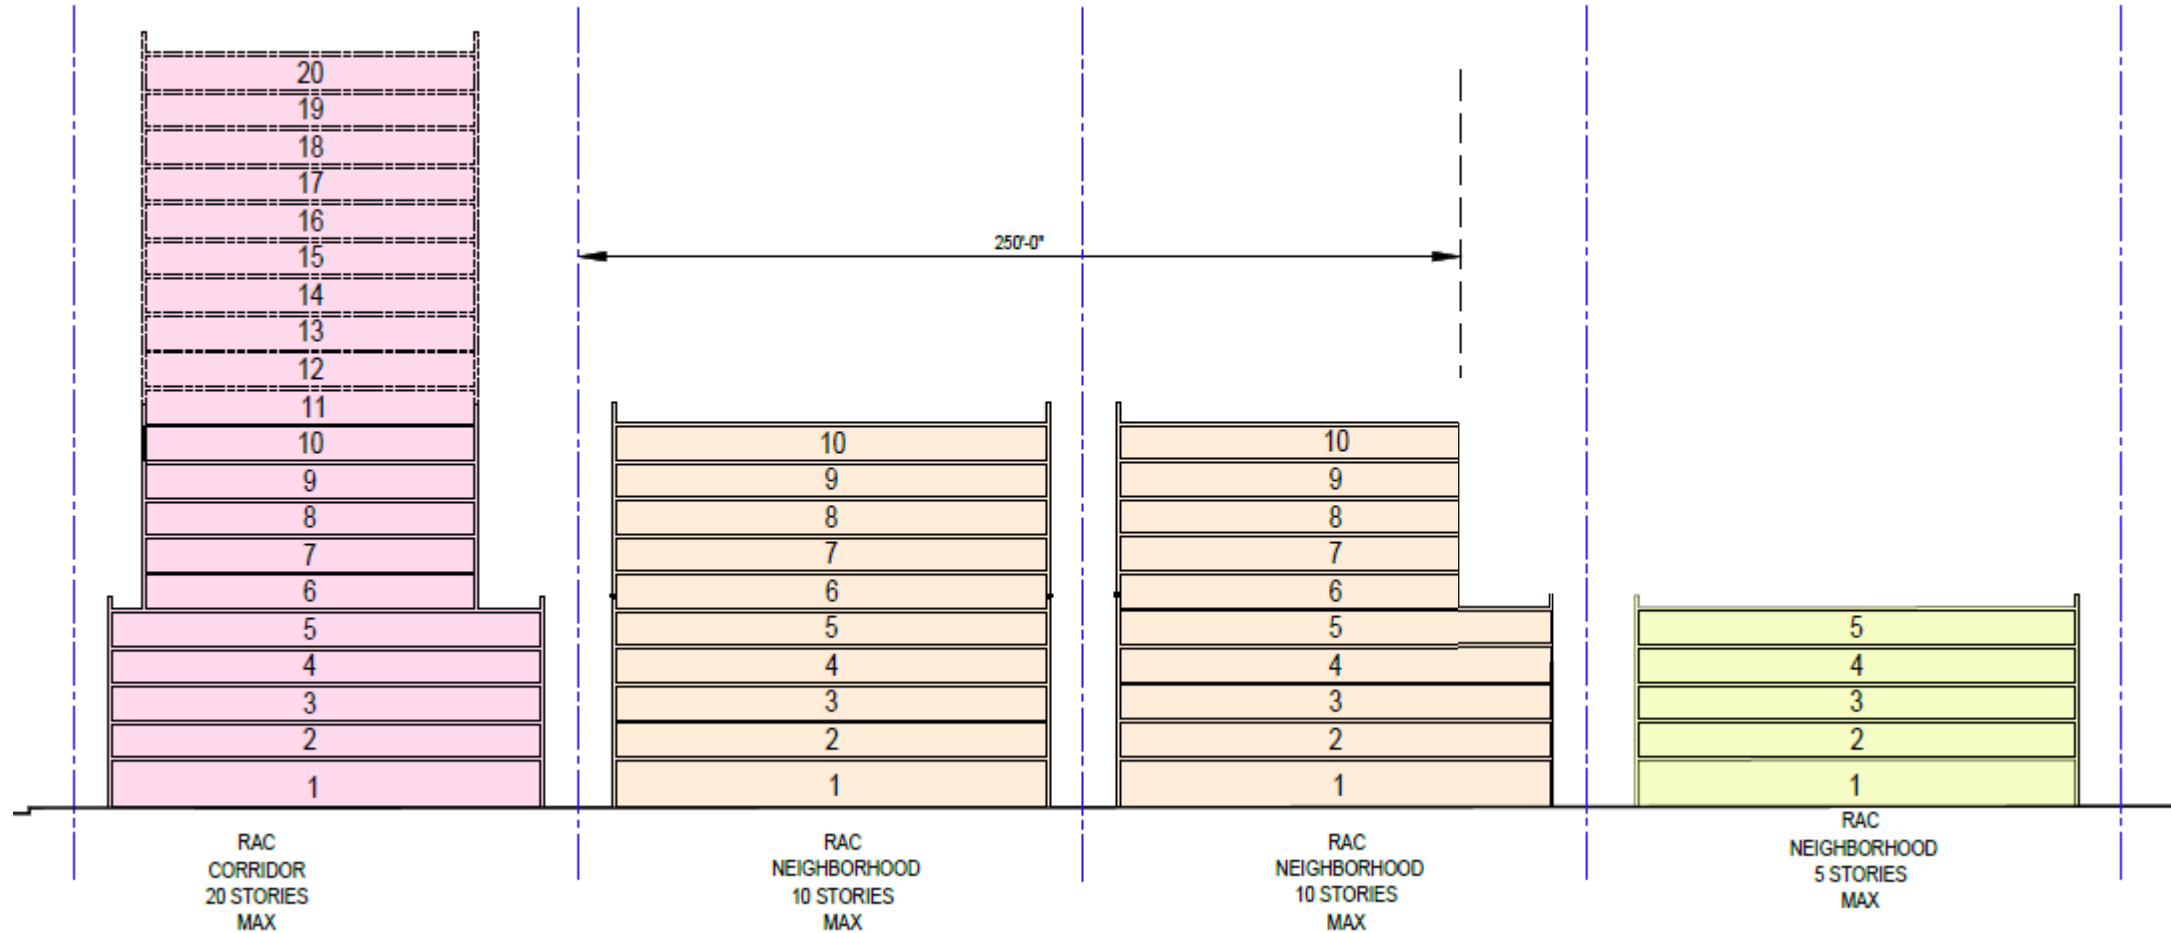 20
19
18
17
16
15
14
13
12
11
10
9
8
7
6
5
4
3
2
1
RAC
CORRIDOR
20 STORIES
MAX
250'-0"
10
9
8
7
6
5
4
3
2
1
RAC
NEIGHBORHOOD
10 STORIES
MAX
10
9
8
7
6
5
4
3
2
1
RAC
NEIGHBORHOOD
10 STORIES
MAX
5
4
3
2
1
RAC
NEIGHBORHOOD
5 STORIES
MAX